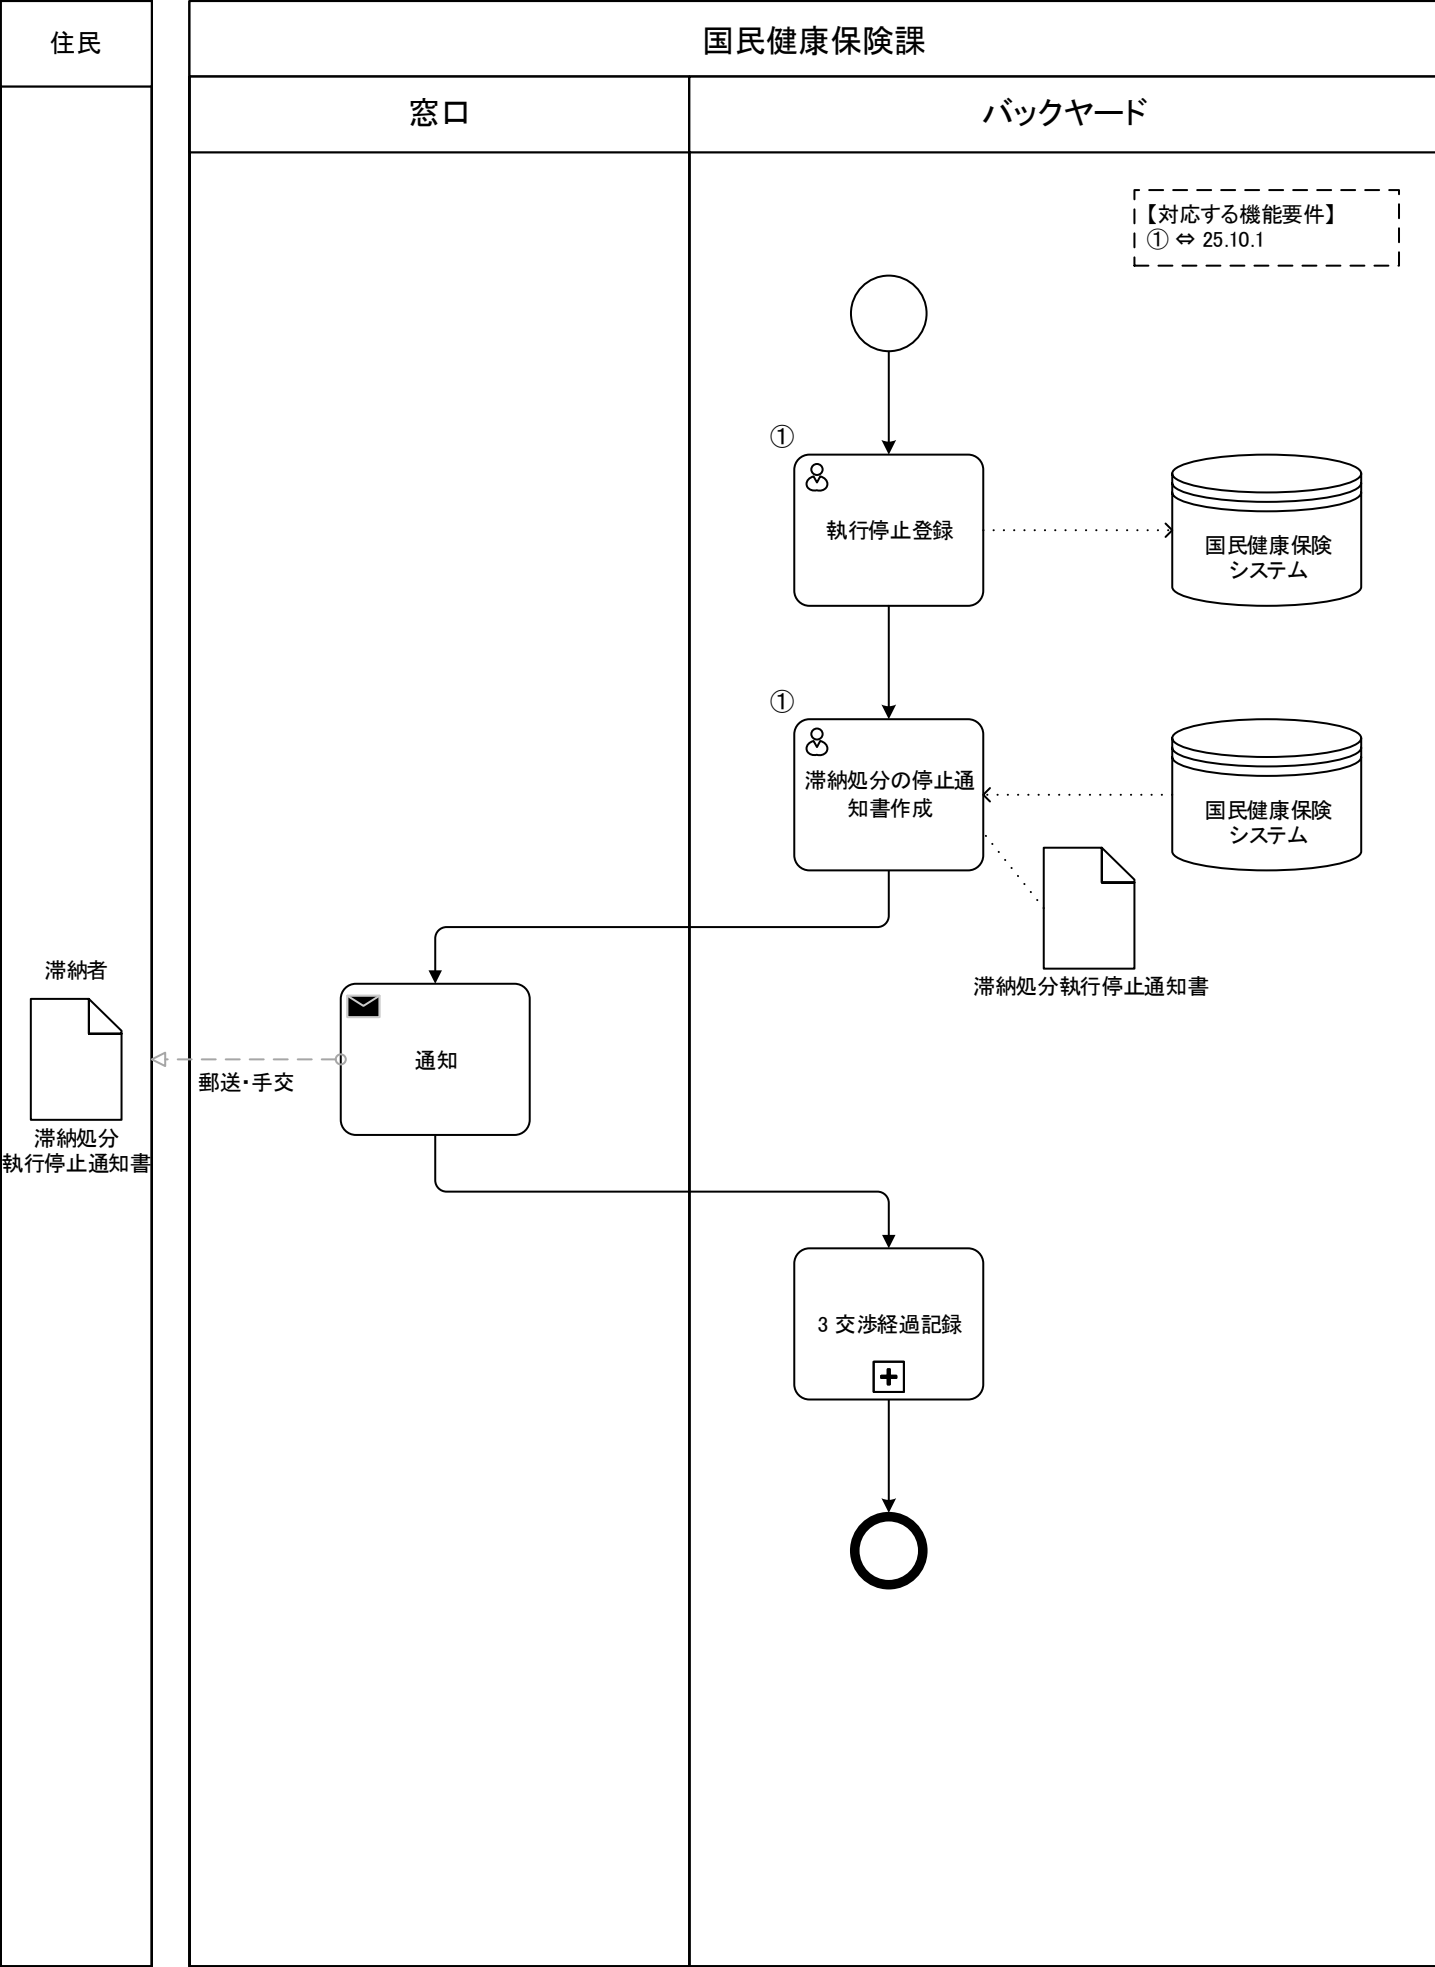 住民
国民健康保険課
窓口
バックヤード
【対応する機能要件】
① ⇔ 25.10.1
①
執行停止登録
国民健康保険
システム
①
滞納処分の停止通
知書作成
国民健康保険
システム
滞納処分執行停止通知書
滞納者
滞納処分
執行停止通知書
郵送・手交
通知
3 交渉経過記録